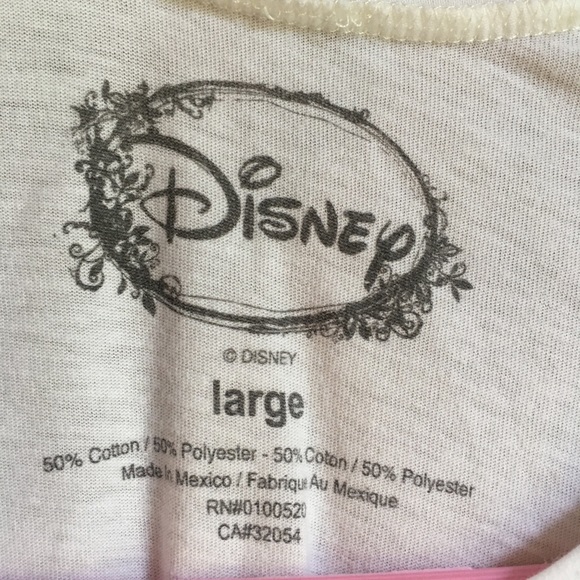 Disney
© DISNEY
large
50% Cotton / 50% Polyester - 50% Coton / 50% Polyester
Made In Mexico / Fabriqu Au Mexique
RN#0100520
CA#32054